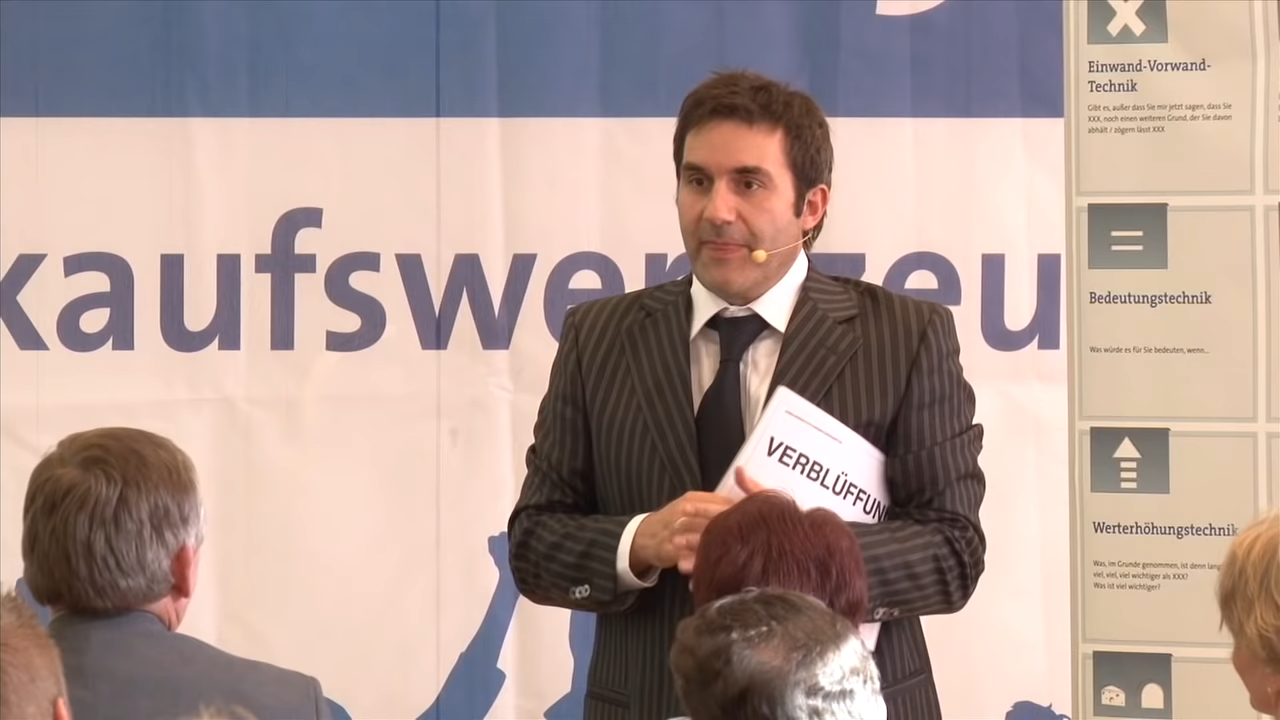 kaufswerkzeu
VERBLÜFFUN
Einwand-Vorwand-
Technik
Gibt es, außer dass Sie mir jetzt sagen, dass Sie
XXX, noch einen weiteren Grund, der Sie davon
abhält / zögern lässt XXX
Bedeutungstechnik
Was würde es für Sie bedeuten, wenn...
Werterhöhungstechnik
Was, im Grunde genommen, ist denn lang
viel, viel, viel wichtiger als XXX?
Was ist viel wichtiger?